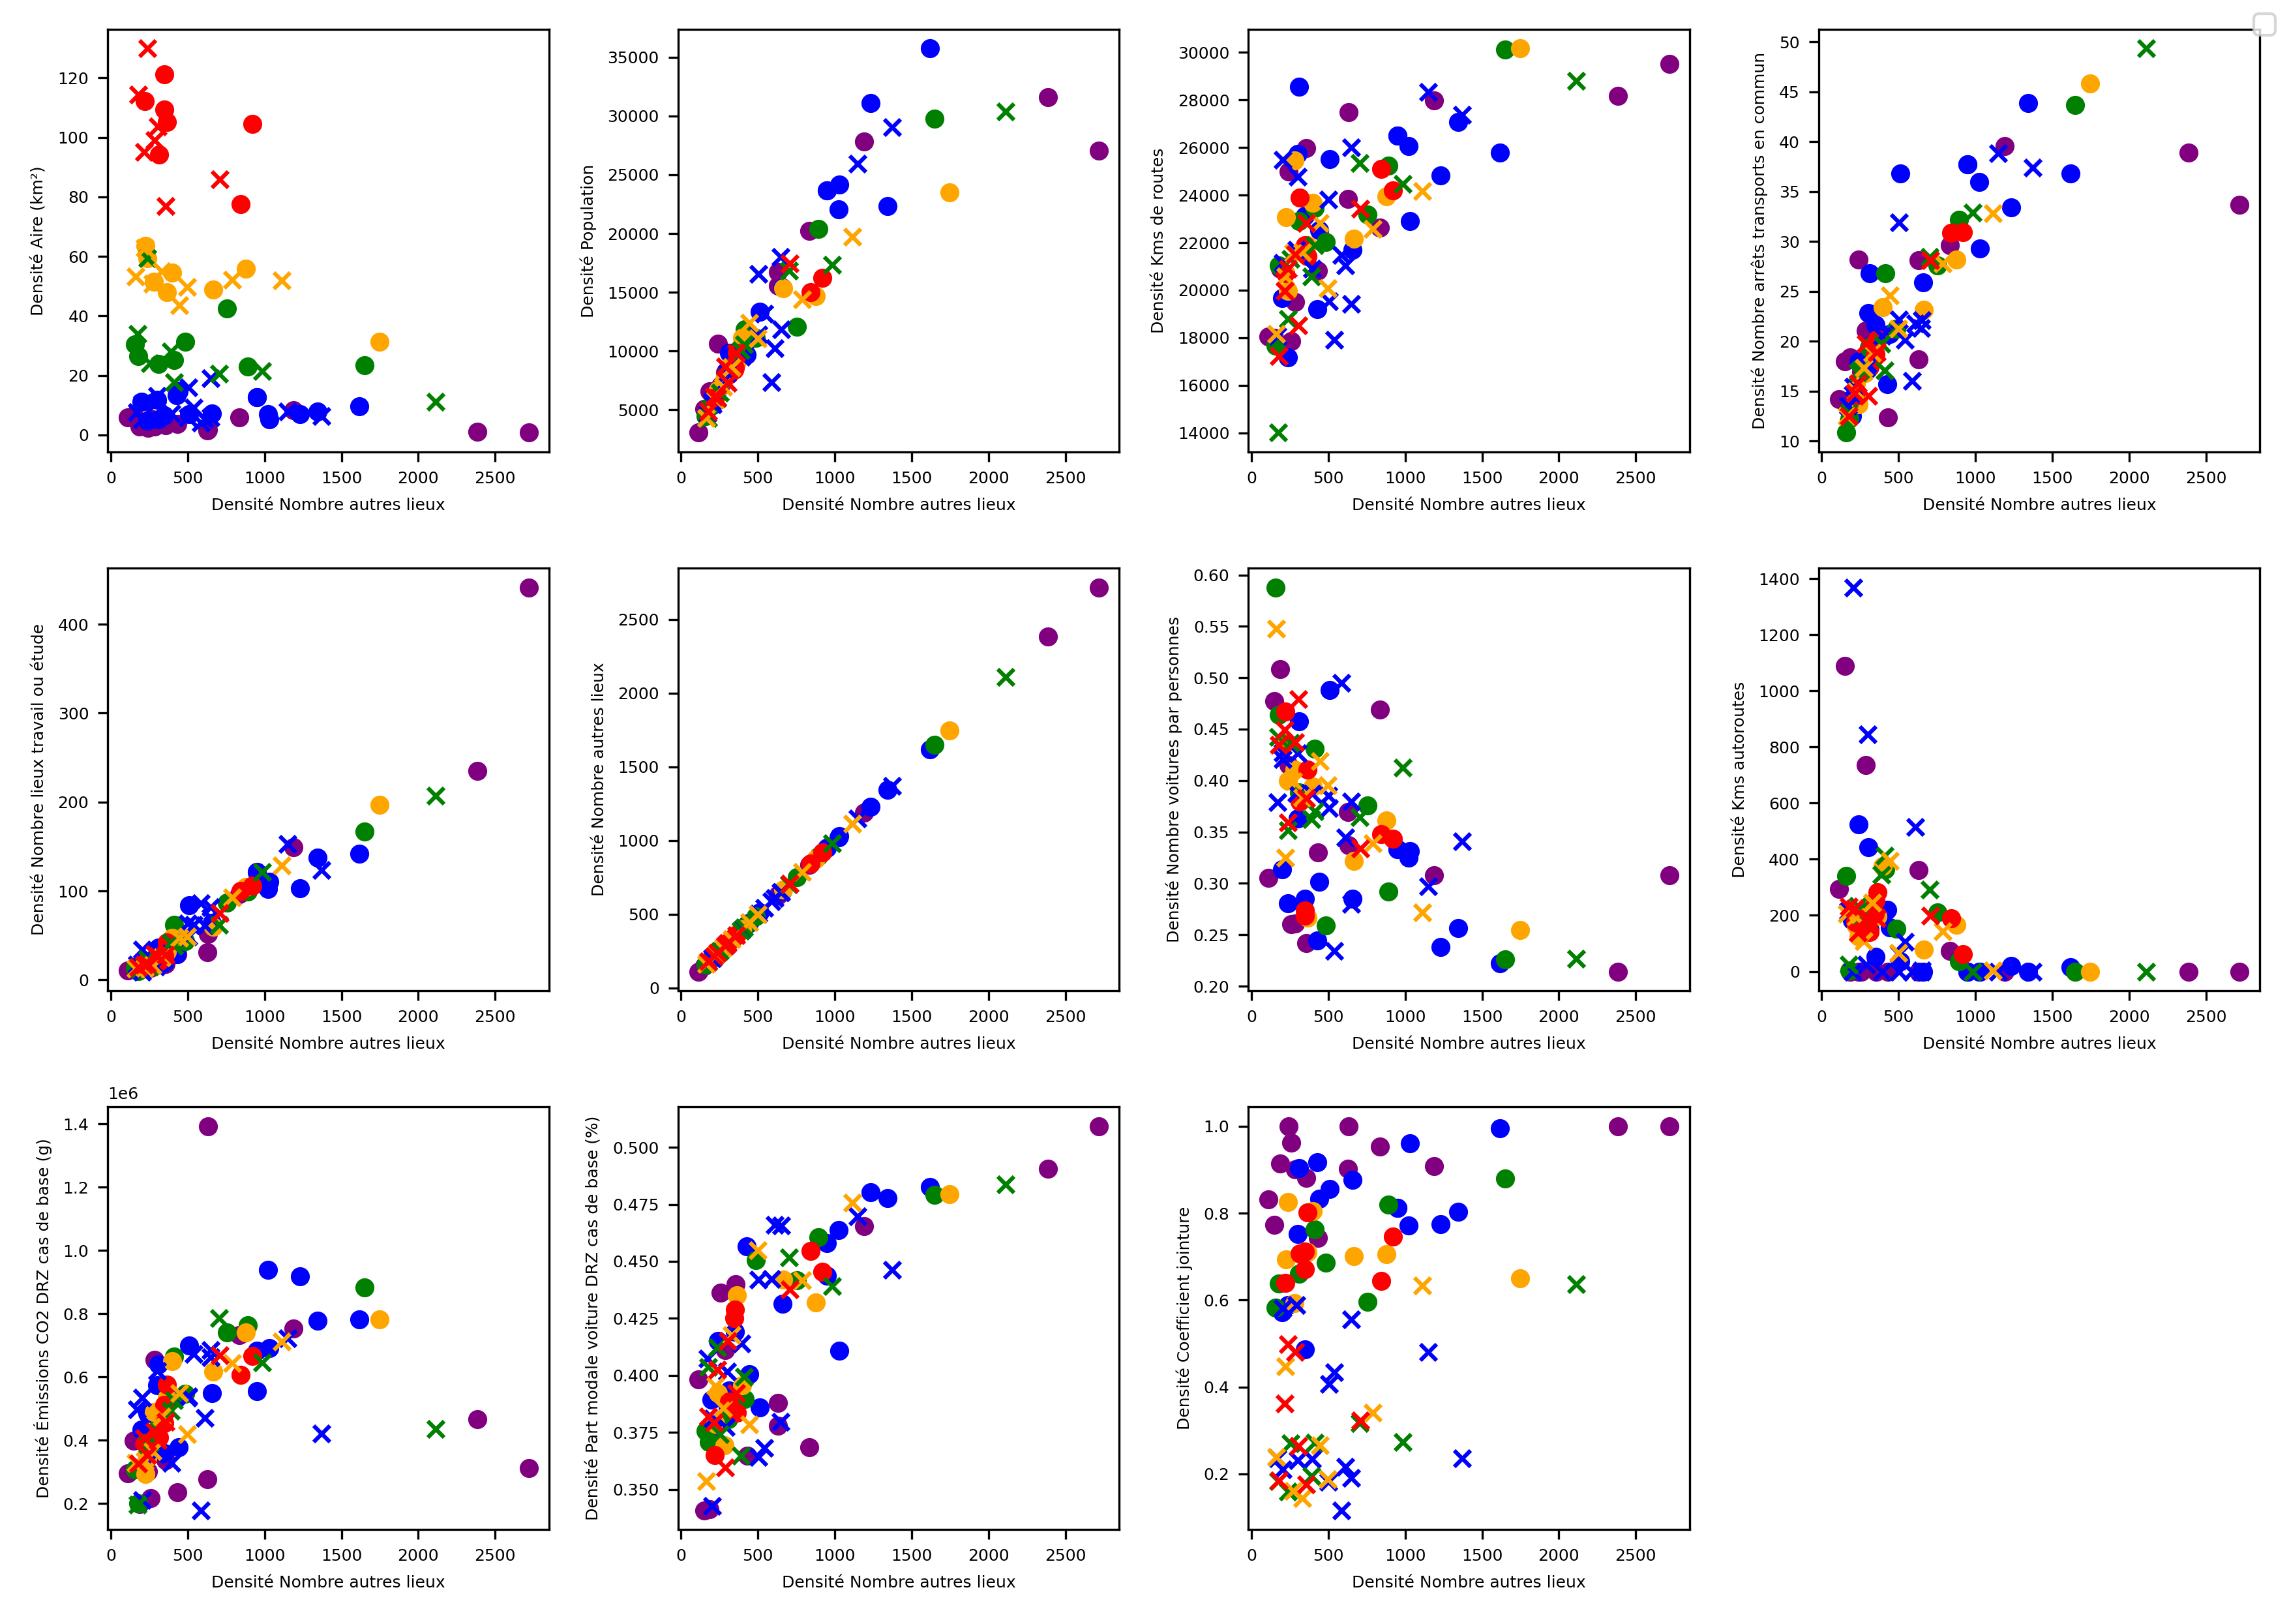 Densité Aire (km²)
120
100
80
60
40
20
0
0 500 1000 1500 2000 2500
Densité Nombre autres lieux
Densité Population
35000
30000
25000
20000
15000
10000
5000
0 500 1000 1500 2000 2500
Densité Nombre autres lieux
Densité Kms de routes
30000
28000
26000
24000
22000
20000
18000
16000
14000
0 500 1000 1500 2000 2500
Densité Nombre autres lieux
Densité Nombre arrêts transports en commun
50
45
40
35
30
25
20
15
10
0 500 1000 1500 2000 2500
Densité Nombre autres lieux
Densité Nombre lieux travail ou étude
400
300
200
100
0
0 500 1000 1500 2000 2500
Densité Nombre autres lieux
Densité Nombre autres lieux
2500
2000
1500
1000
500
0
0 500 1000 1500 2000 2500
Densité Nombre autres lieux
Densité Nombre voitures par personnes
0.60
0.55
0.50
0.45
0.40
0.35
0.30
0.25
0.20
0 500 1000 1500 2000 2500
Densité Nombre autres lieux
Densité Kms autoroutes
1400
1200
1000
800
600
400
200
0
0 500 1000 1500 2000 2500
Densité Nombre autres lieux
1e6
Densité Émissions CO2 DRZ cas de base (g)
1.4
1.2
1.0
0.8
0.6
0.4
0.2
0 500 1000 1500 2000 2500
Densité Nombre autres lieux
Densité Part modale voiture DRZ cas de base (%)
0.500
0.475
0.450
0.425
0.400
0.375
0.350
0 500 1000 1500 2000 2500
Densité Nombre autres lieux
Densité Coefficient jointure
1.0
0.8
0.6
0.4
0.2
0 500 1000 1500 2000 2500
Densité Nombre autres lieux